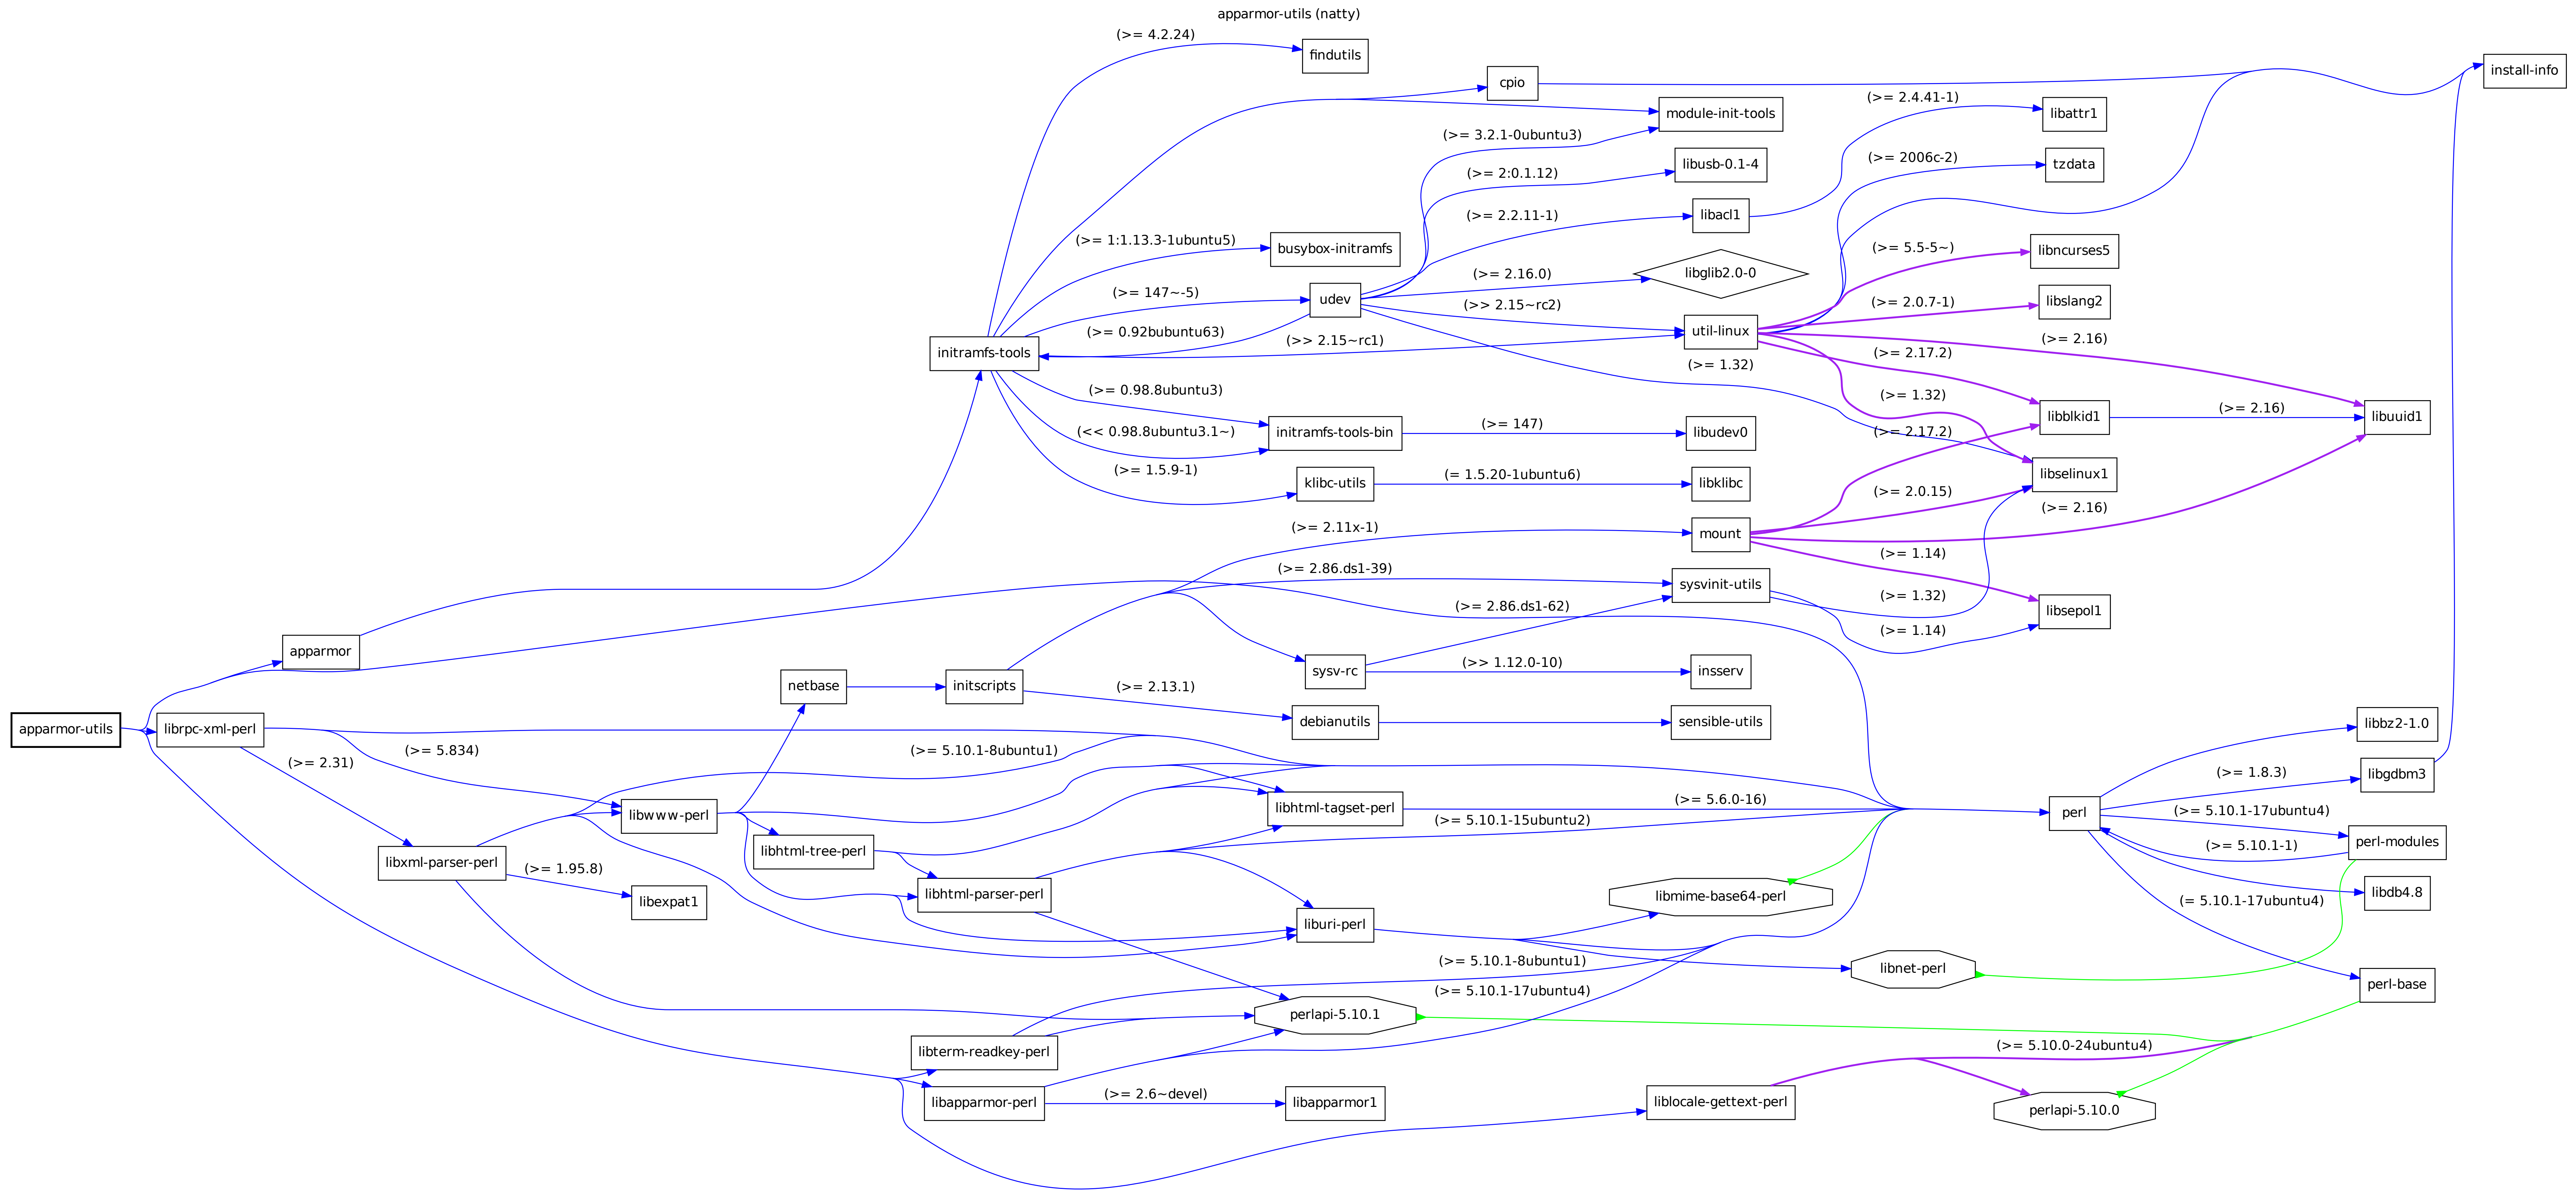 apparmor-utils (natty)
(>= 4.2.24)
findutils
cpio
install-info
module-init-tools
(>= 2.4.41-1)
libattr1
(>= 3.2.1-0ubuntu3)
libusb-0.1-4
(>= 2:0.1.12)
(>= 2006c-2)
tzdata
(>= 2.2.11-1)
libacl1
(>= 1:1.13.3-1ubuntu5)
busybox-initramfs
(>= 5.5-5~)
libncurses5
(>= 2.16.0)
libglib2.0-0
(>= 147~-5)
udev
(>= 2.0.7-1)
libslang2
(>> 2.15~rc2)
util-linux
(>= 0.92bubuntu63)
(>> 2.15~rc1)
(>= 2.16)
initramfs-tools
(>= 2.17.2)
(>= 1.32)
(>= 0.98.8ubuntu3)
(>= 1.32)
libblkid1
(>= 2.16)
libuuid1
(<< 0.98.8ubuntu3.1~)
initramfs-tools-bin
(>= 147)
libudev0
(>= 2.17.2)
(>= 1.5.9-1)
klibc-utils
(= 1.5.20-1ubuntu6)
libklibc
libselinux1
(>= 2.0.15)
(>= 2.16)
(>= 2.11x-1)
mount
(>= 1.14)
(>= 2.86.ds1-39)
sysvinit-utils
(>= 1.32)
(>= 2.86.ds1-62)
libsepol1
(>= 1.14)
apparmor
sysv-rc
(>> 1.12.0-10)
insserv
netbase
initscripts
(>= 2.13.1)
debianutils
sensible-utils
apparmor-utils
librpc-xml-perl
(>= 5.834)
(>= 5.10.1-8ubuntu1)
libbz2-1.0
(>= 2.31)
(>= 1.8.3)
libgdbm3
libwww-perl
libhtml-tagset-perl
(>= 5.6.0-16)
perl
(>= 5.10.1-17ubuntu4)
(>= 5.10.1-15ubuntu2)
perl-modules
(>= 5.10.1-1)
libhtml-tree-perl
libxml-parser-perl
(>= 1.95.8)
libexpat1
libhtml-parser-perl
libmime-base64-perl
libdb4.8
(= 5.10.1-17ubuntu4)
liburi-perl
(>= 5.10.1-8ubuntu1)
libnet-perl
perl-base
(>= 5.10.1-17ubuntu4)
perlapi-5.10.1
libterm-readkey-perl
(>= 5.10.0-24ubuntu4)
libapparmor-perl
(>= 2.6~devel)
libapparmor1
liblocale-gettext-perl
perlapi-5.10.0